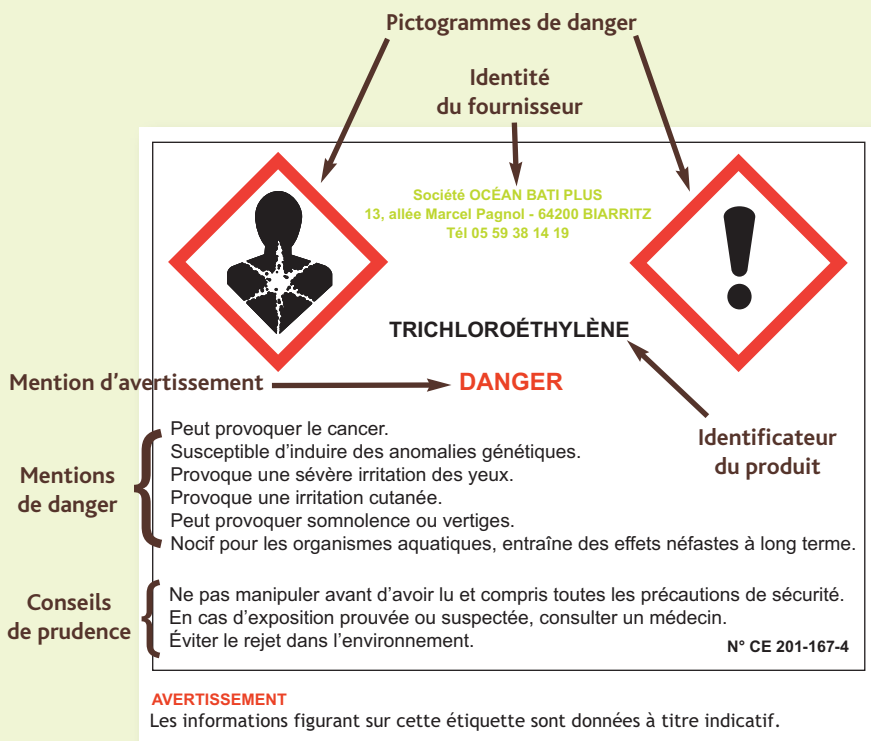 Pictogrammes de danger
Identité
du fournisseur
Société OCÉAN BATI PLUS
13, allée Marcel Pagnol - 64200 BIARRITZ
Tél 05 59 38 14 19
TRICHLOROÉTHYLÈNE
Mention d'avertissement
DANGER
Identificateur
du produit
Mentions
de danger
Peut provoquer le cancer.
Susceptible d'induire des anomalies génétiques.
Provoque une sévère irritation des yeux.
Provoque une irritation cutanée.
Peut provoquer somnolence ou vertiges.
Nocif pour les organismes aquatiques, entraîne des effets néfastes à long terme.
Conseils
de prudence
Ne pas manipuler avant d'avoir lu et compris toutes les précautions de sécurité.
En cas d'exposition prouvée ou suspectée, consulter un médecin.
Éviter le rejet dans l'environnement.
N° CE 201-167-4
AVERTISSEMENT
Les informations figurant sur cette étiquette sont données à titre indicatif.